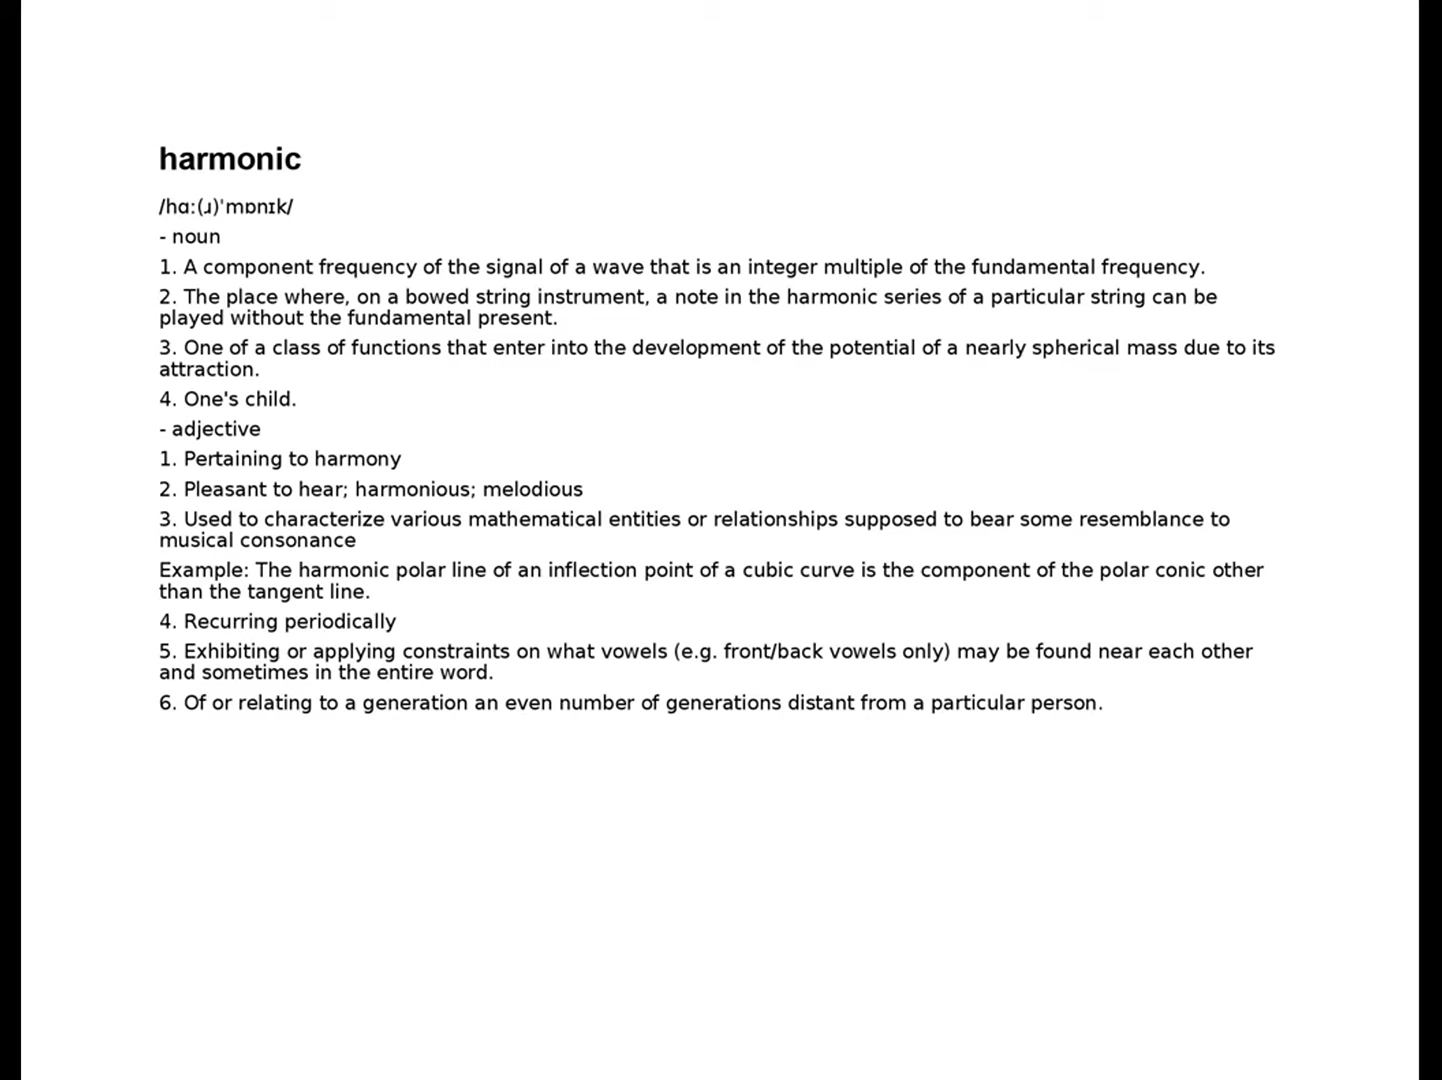 harmonic
/hɑː(ɹ)ˈmɒnɪk/
- noun
1. A component frequency of the signal of a wave that is an integer multiple of the fundamental frequency.
2. The place where, on a bowed string instrument, a note in the harmonic series of a particular string can be
played without the fundamental present.
3. One of a class of functions that enter into the development of the potential of a nearly spherical mass due to its
attraction.
4. One's child.
- adjective
1. Pertaining to harmony
2. Pleasant to hear; harmonious; melodious
3. Used to characterize various mathematical entities or relationships supposed to bear some resemblance to
musical consonance
Example: The harmonic polar line of an inflection point of a cubic curve is the component of the polar conic other
than the tangent line.
4. Recurring periodically
5. Exhibiting or applying constraints on what vowels (e.g. front/back vowels only) may be found near each other
and sometimes in the entire word.
6. Of or relating to a generation an even number of generations distant from a particular person.